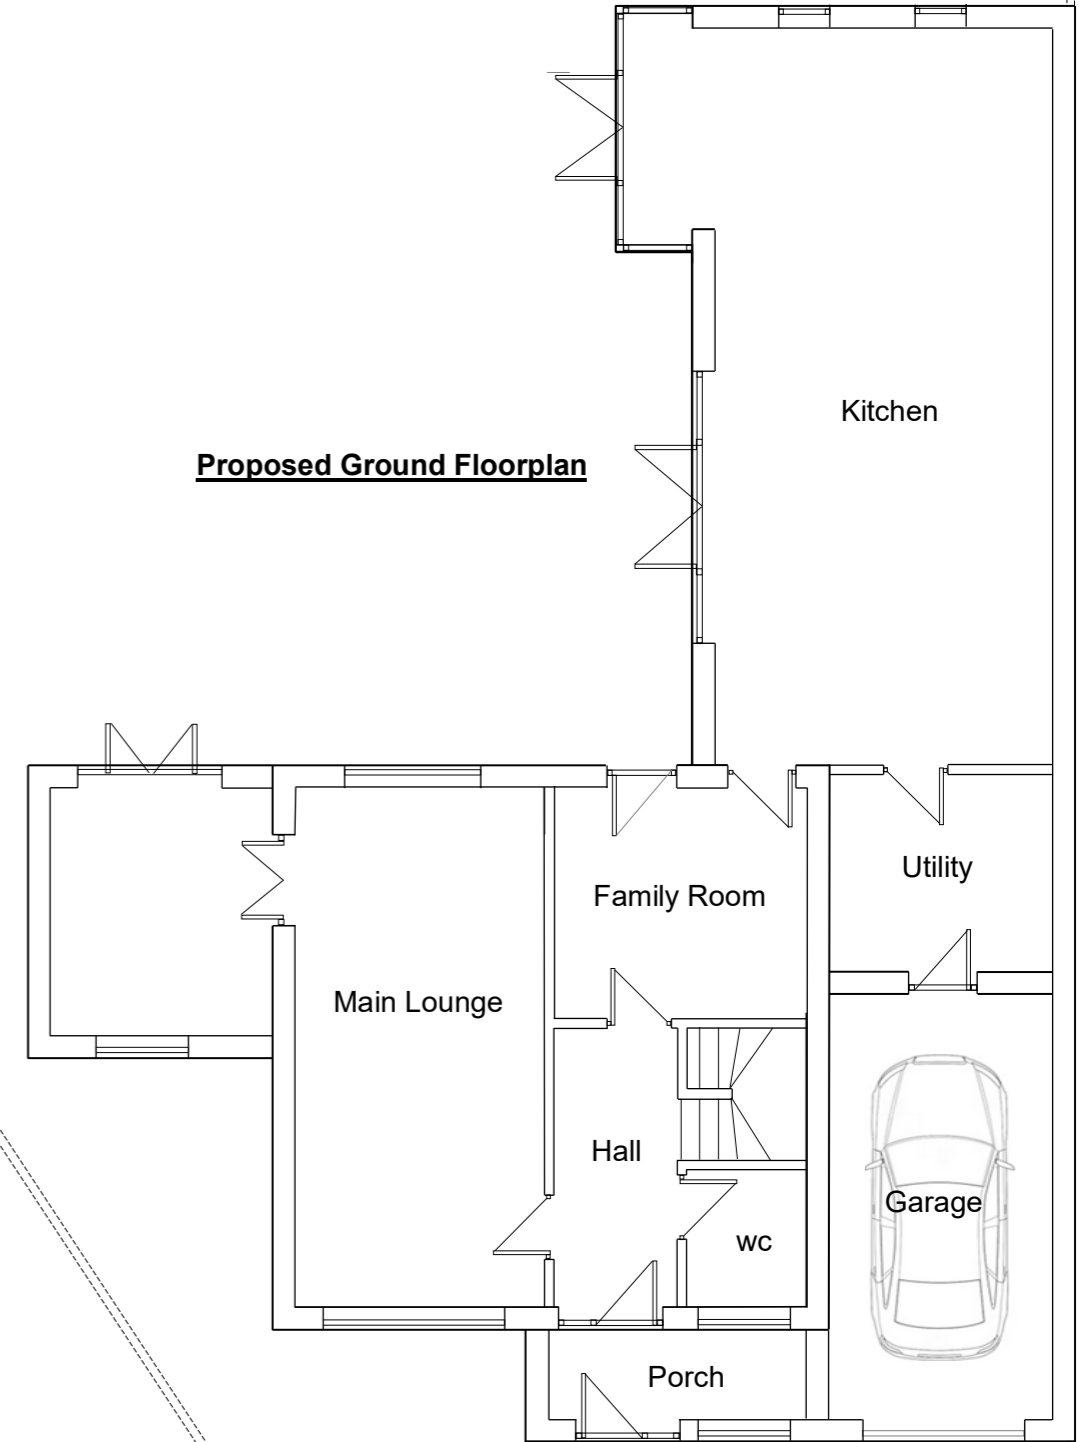 Kitchen
Proposed Ground Floorplan
Utility
Family Room
Main Lounge
Hall
Garage
wc
Porch